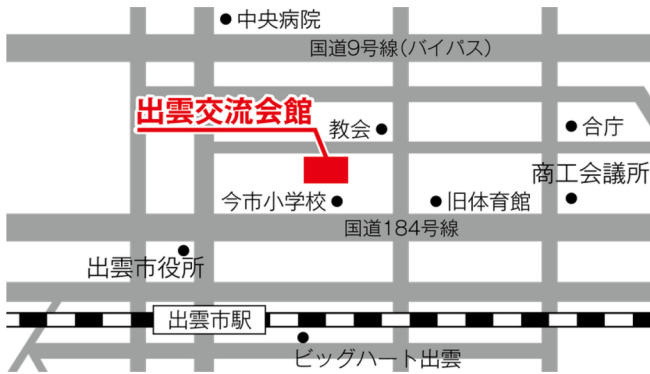 中央病院
国道9号線(バイパス)
出雲交流会館
教会
合庁
商工会議所
今市小学校
旧体育館
国道184号線
出雲市役所
出雲市駅
ビッグハート出雲